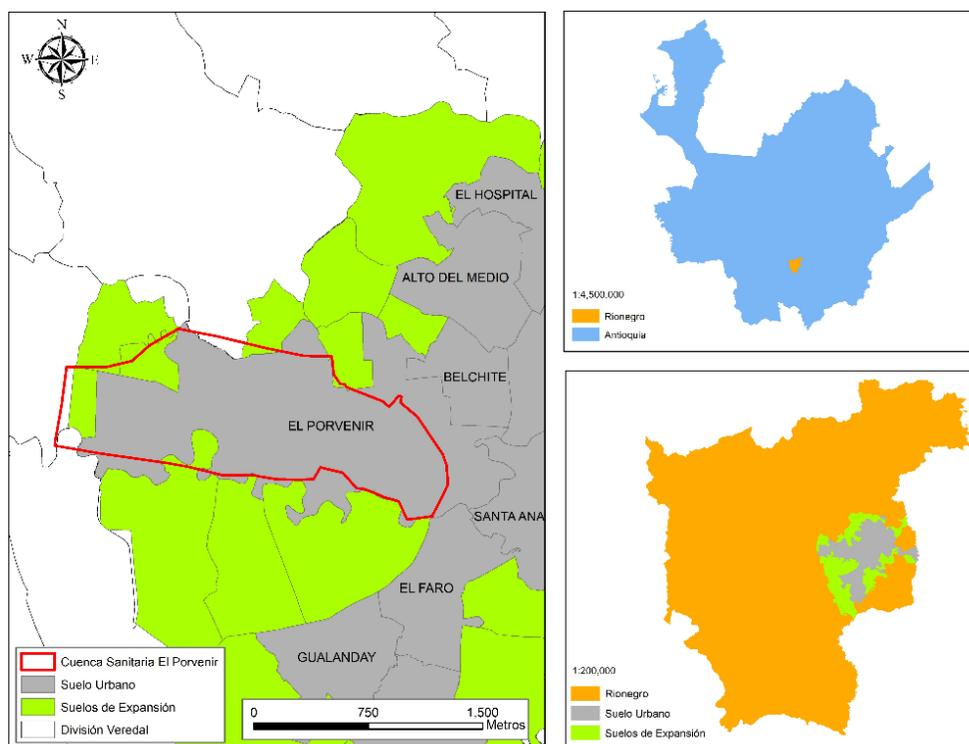 N
W E
S
EL HOSPITAL
ALTO DEL MEDIO
BELCHITE
EL PORVENIR
SANTA ANA
EL FARO
GUALANDAY
Cuenca Sanitaria El Porvenir
Suelo Urbano
Suelos de Expansión
División Veredal
0 750 1.500
Metros
1:4,500,000
Rionegro
Antioquia
1:200,000
Rionegro
Suelo Urbano
Suelos de Expansión